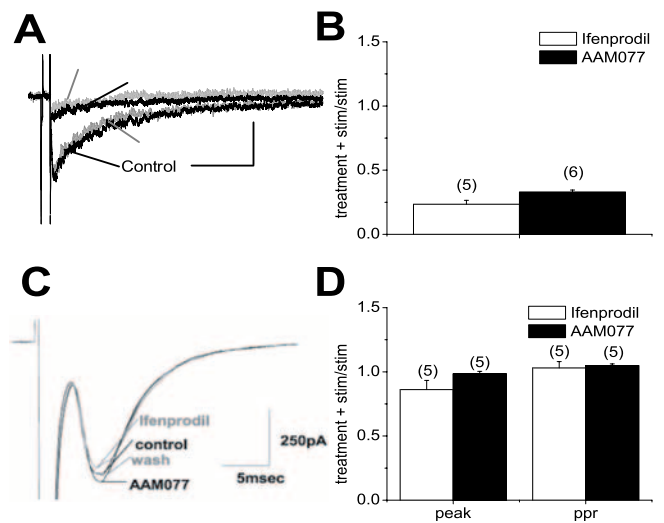 A
Control
B
treatment + stim/stim
1.5
1.0
0.5
0.0
Ifenprodil
AAM077
(5)
(6)
C
Ifenprodil
control
wash
AAM077
250pA
5msec
D
treatment + stim/stim
1.5
1.0
0.5
0.0
Ifenprodil
AAM077
(5)
(5)
(5)
(5)
peak
ppr